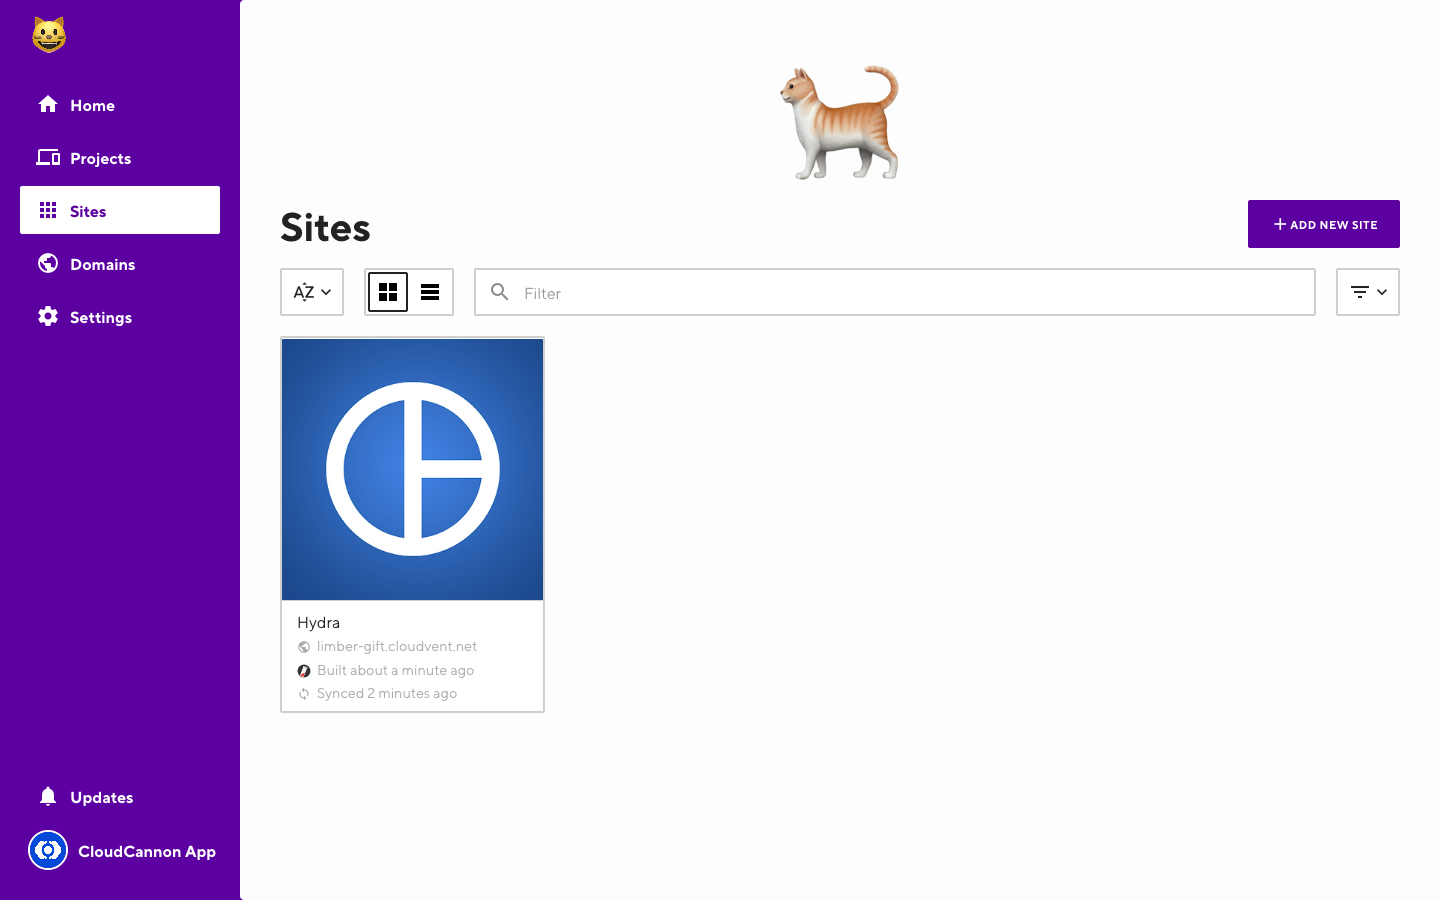 Home
Projects
Sites
Domains
Settings
Updates
CloudCannon App
Sites
ADD NEW SITE
AZ
Filter
Hydra
limber-gift.cloudvent.net
Built about a minute ago
Synced 2 minutes ago